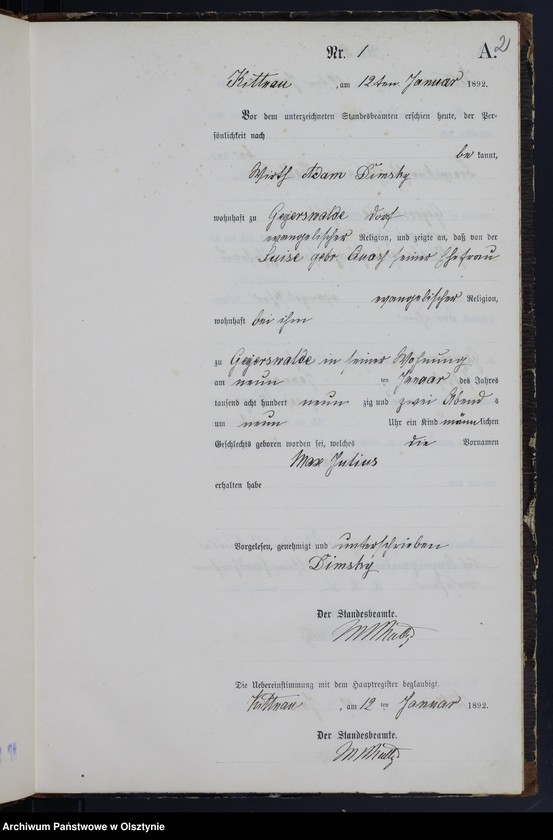 Nr. 1 A. 2
Kittnau, am 12ten Januar 1892.
Vor dem unterzeichneten Standesbeamten erschien heute, der Per-
sönlichkeit nach
be kannt,
Wirth Adam Dimsky
wohnhaft zu Geyerswalde Dorf
evangelischer Religion, und zeigte an, daß von der
Luise gebr seiner Ehefrau
evangelischer Religion,
wohnhaft bei ihm
zu Geyerswalde in seiner Wohnung
am neun ten Januar des Jahres
tausend acht hundert neun zig und zwei Abend s
um neun Uhr ein Kind männ lichen
Geschlechts geboren worden sei, welches die Vornamen
Max Julius
erhalten habe
Vorgelesen, genehmigt und unterschrieben
Dimsky
Der Standesbeamte.
Die Uebereinstimmung mit dem Hauptregister beglaubigt.
Kittnau, am 12 ten Januar 1892.
Der Standesbeamte.
Archiwum Państwowe w Olsztynie